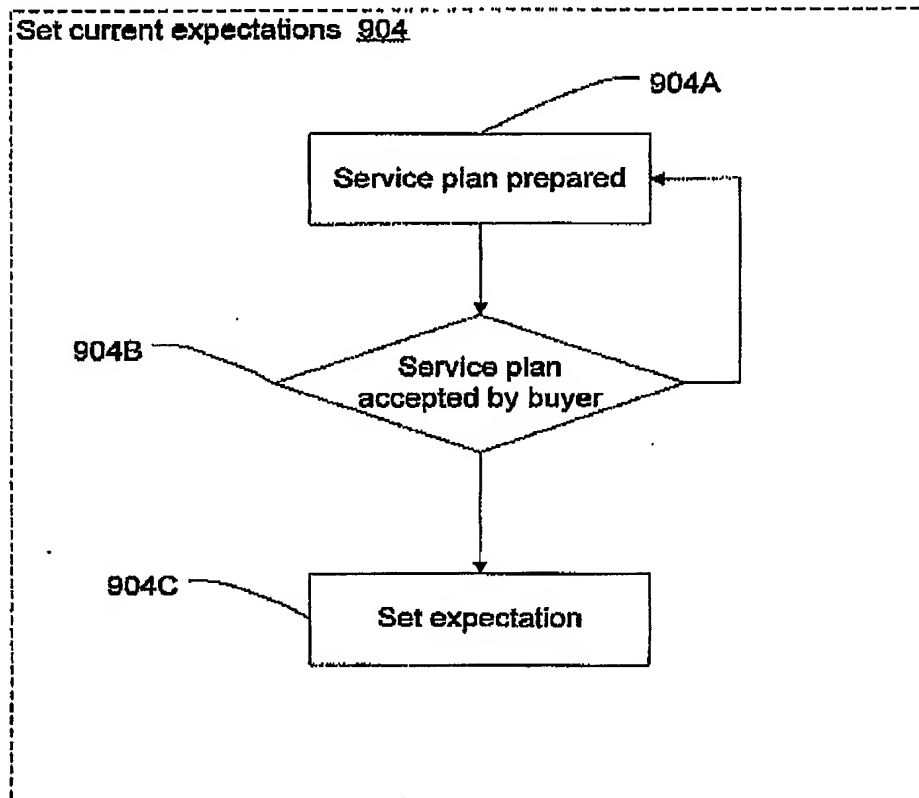 Set current expectations 904
904A
Service plan prepared
904B
Service plan
accepted by buyer
904C
Set expectation